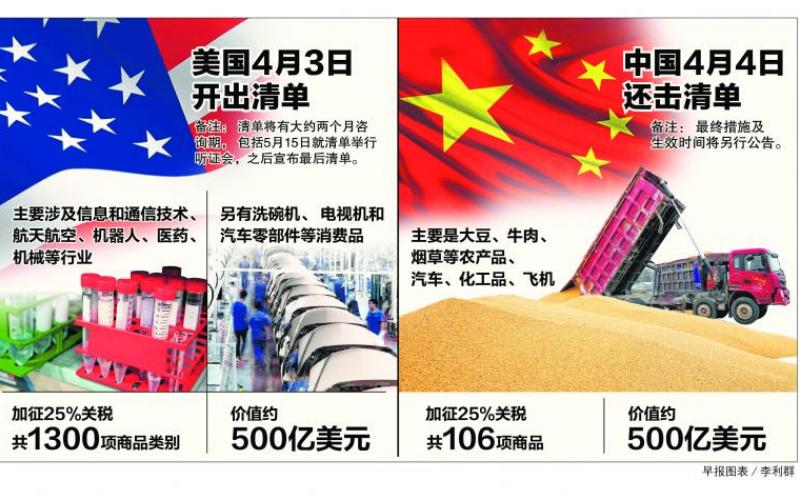 美国4月3日
开出清单
备注：清单将有大约两个月咨
询期，包括5月15日就清单举行
听证会，之后宣布最后清单。
主要涉及信息和通信技术、
航天航空、机器人、医药、
机械等行业
另有洗碗机、电视机和
汽车零部件等消费品
加征25%关税
共1300项商品类别
价值约
500亿美元
中国4月4日
还击清单
备注：最终措施及
生效时间将另行公告。
主要是大豆、牛肉、
烟草等农产品、
汽车、化工品、飞机
加征25%关税
共106项商品
价值约
500亿美元
早报图表／李利群